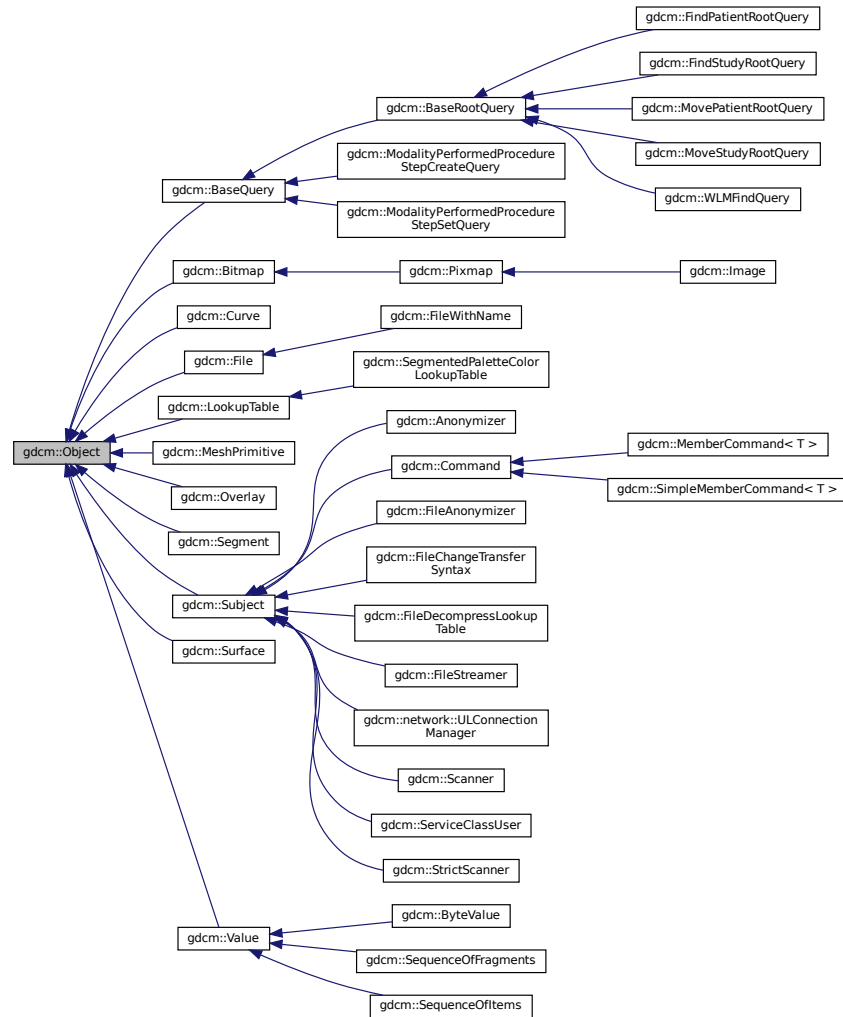 gdcm::FindPatientRootQuery
gdcm::FindStudyRootQuery
gdcm::BaseRootQuery
gdcm::MovePatientRootQuery
gdcm::MoveStudyRootQuery
gdcm::ModalityPerformedProcedure
StepCreateQuery
gdcm::BaseQuery
gdcm::WLMFindQuery
gdcm::ModalityPerformedProcedure
StepSetQuery
gdcm::Bitmap
gdcm::Pixmap
gdcm::Image
gdcm::Curve
gdcm::FileWithName
gdcm::File
gdcm::SegmentedPaletteColor
LookupTable
gdcm::LookupTable
gdcm::Anonymizer
gdcm::Object
gdcm::MeshPrimitive
gdcm::Command
gdcm::MemberCommand< T >
gdcm::SimpleMemberCommand< T >
gdcm::Overlay
gdcm::FileAnonymizer
gdcm::Segment
gdcm::FileChangeTransfer
Syntax
gdcm::Subject
gdcm::FileDecompressLookup
Table
gdcm::Surface
gdcm::FileStreamer
gdcm::network::ULConnection
Manager
gdcm::Scanner
gdcm::ServiceClassUser
gdcm::StrictScanner
gdcm::ByteValue
gdcm::Value
gdcm::SequenceOfFragments
gdcm::SequenceOfItems